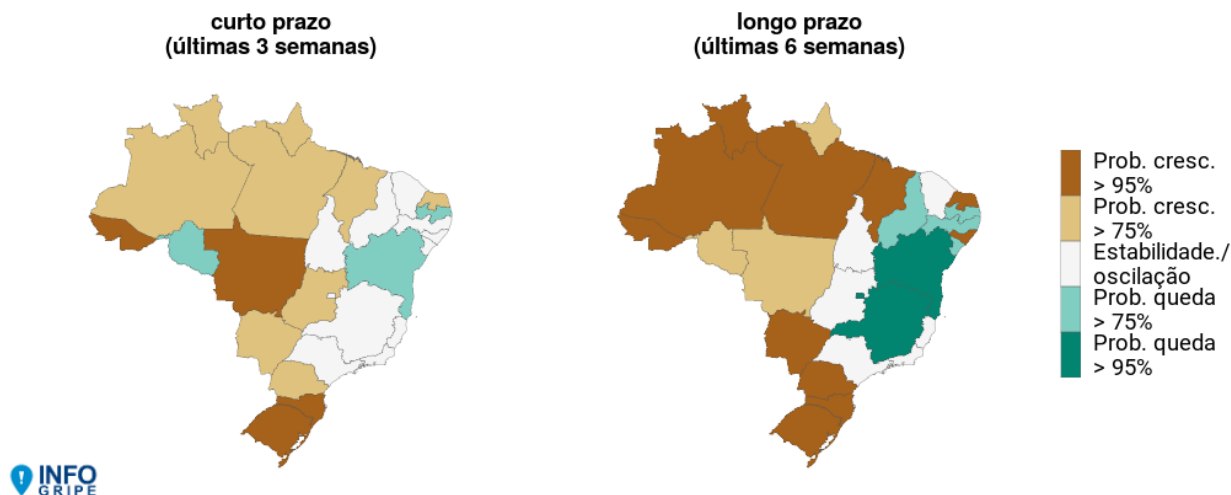 curto prazo
(últimas 3 semanas)
longo prazo
(últimas 6 semanas)
Prob. cresc.
> 95%
Prob. cresc.
> 75%
Estabilidade./
oscilação
Prob. queda
> 75%
Prob. queda
> 95%
INFO
GRIPE